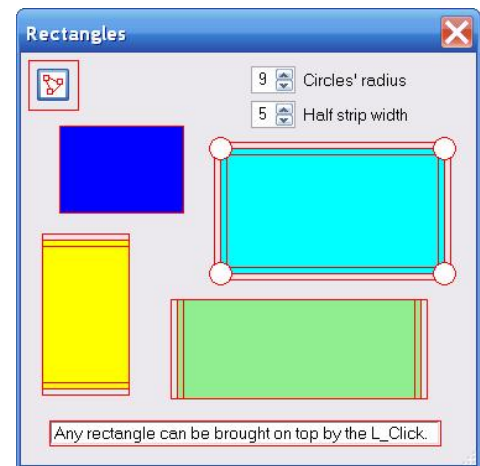 Rectangles
9 Circles' radius
5 Half strip width
Any rectangle can be brought on top by the L_Click.